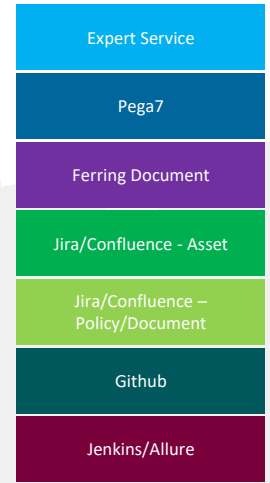 Expert Service
Pega7
Ferring Document
Jira/Confluence - Asset
Jira/Confluence –
Policy/Document
Github
Jenkins/Allure